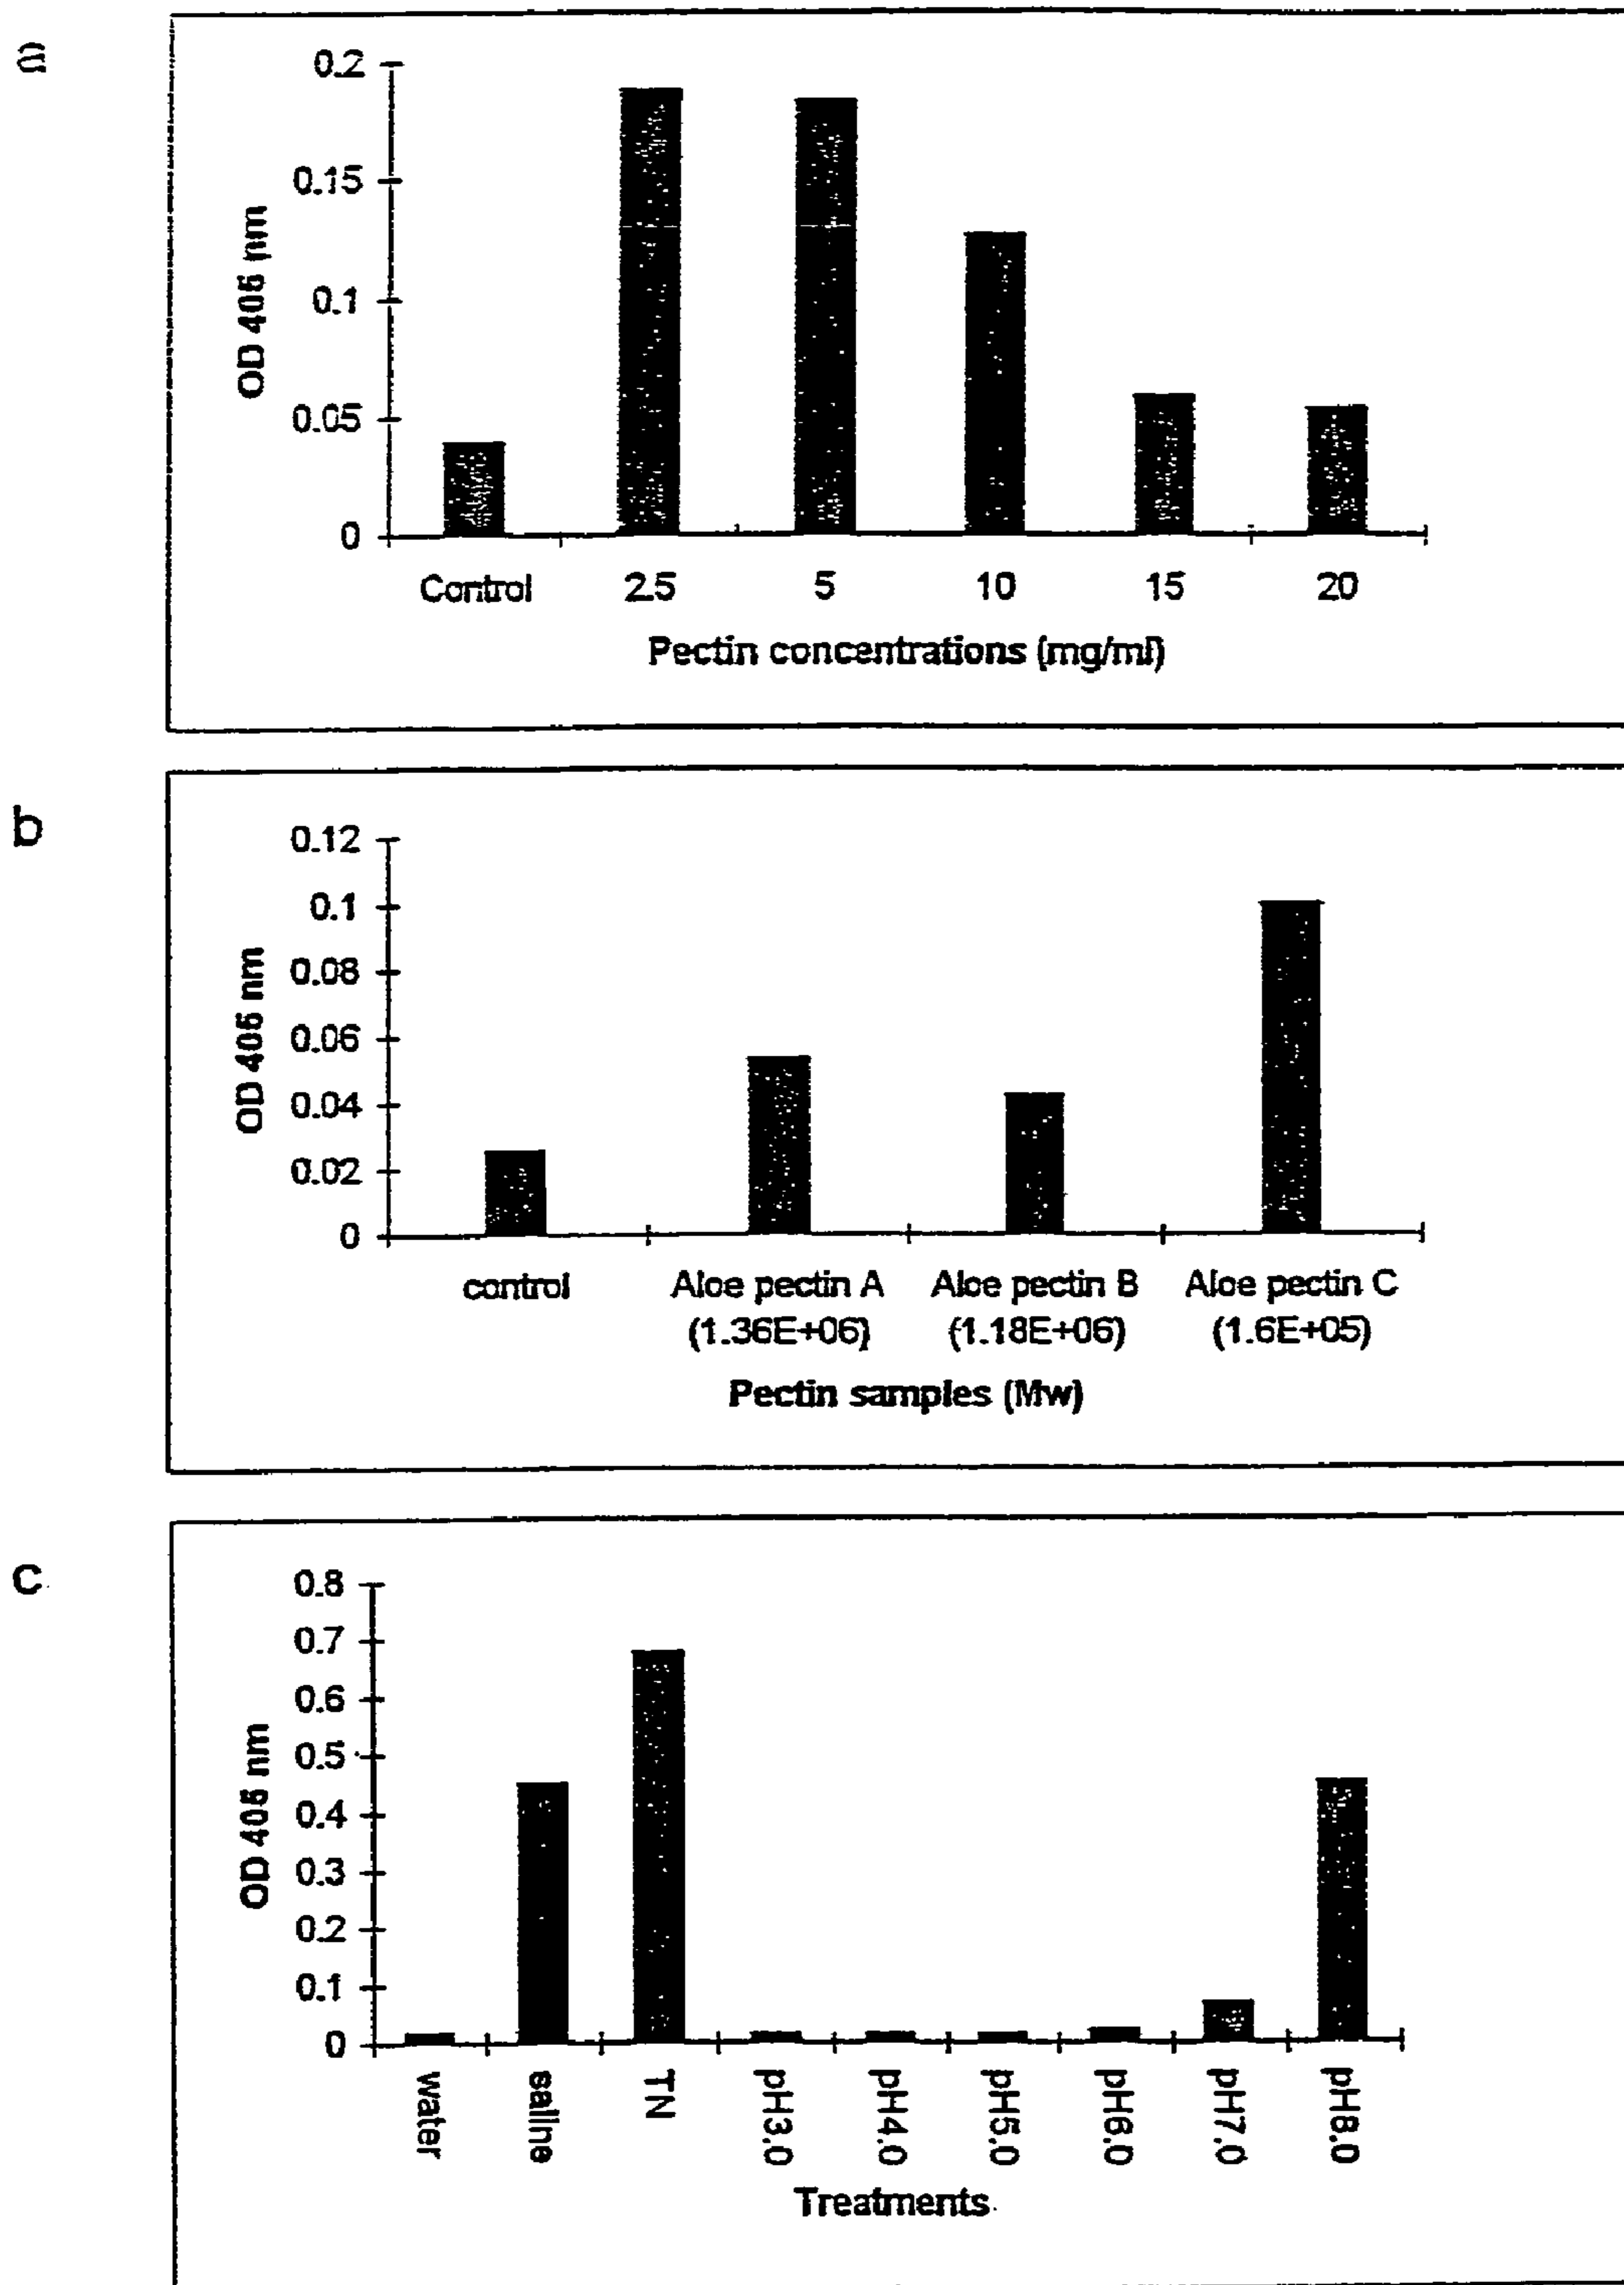 a
0.2
0.15
0.1
0.05
0
OD 405 nm
Control 2.5 5 10 15 20
Pectin concentrations (mg/ml)
b
0.12
0.1
0.08
0.06
0.04
0.02
0
OD 405 nm
control Aloe pectin A Aloe pectin B Aloe pectin C
(1.36E+06) (1.18E+06) (1.6E+05)
Pectin samples (Mw)
c
0.8
0.7
0.6
0.5
0.4
0.3
0.2
0.1
0
OD 405 nm
water saline TN pH3.0 pH4.0 pH5.0 pH6.0 pH7.0 pH8.0
Treatments